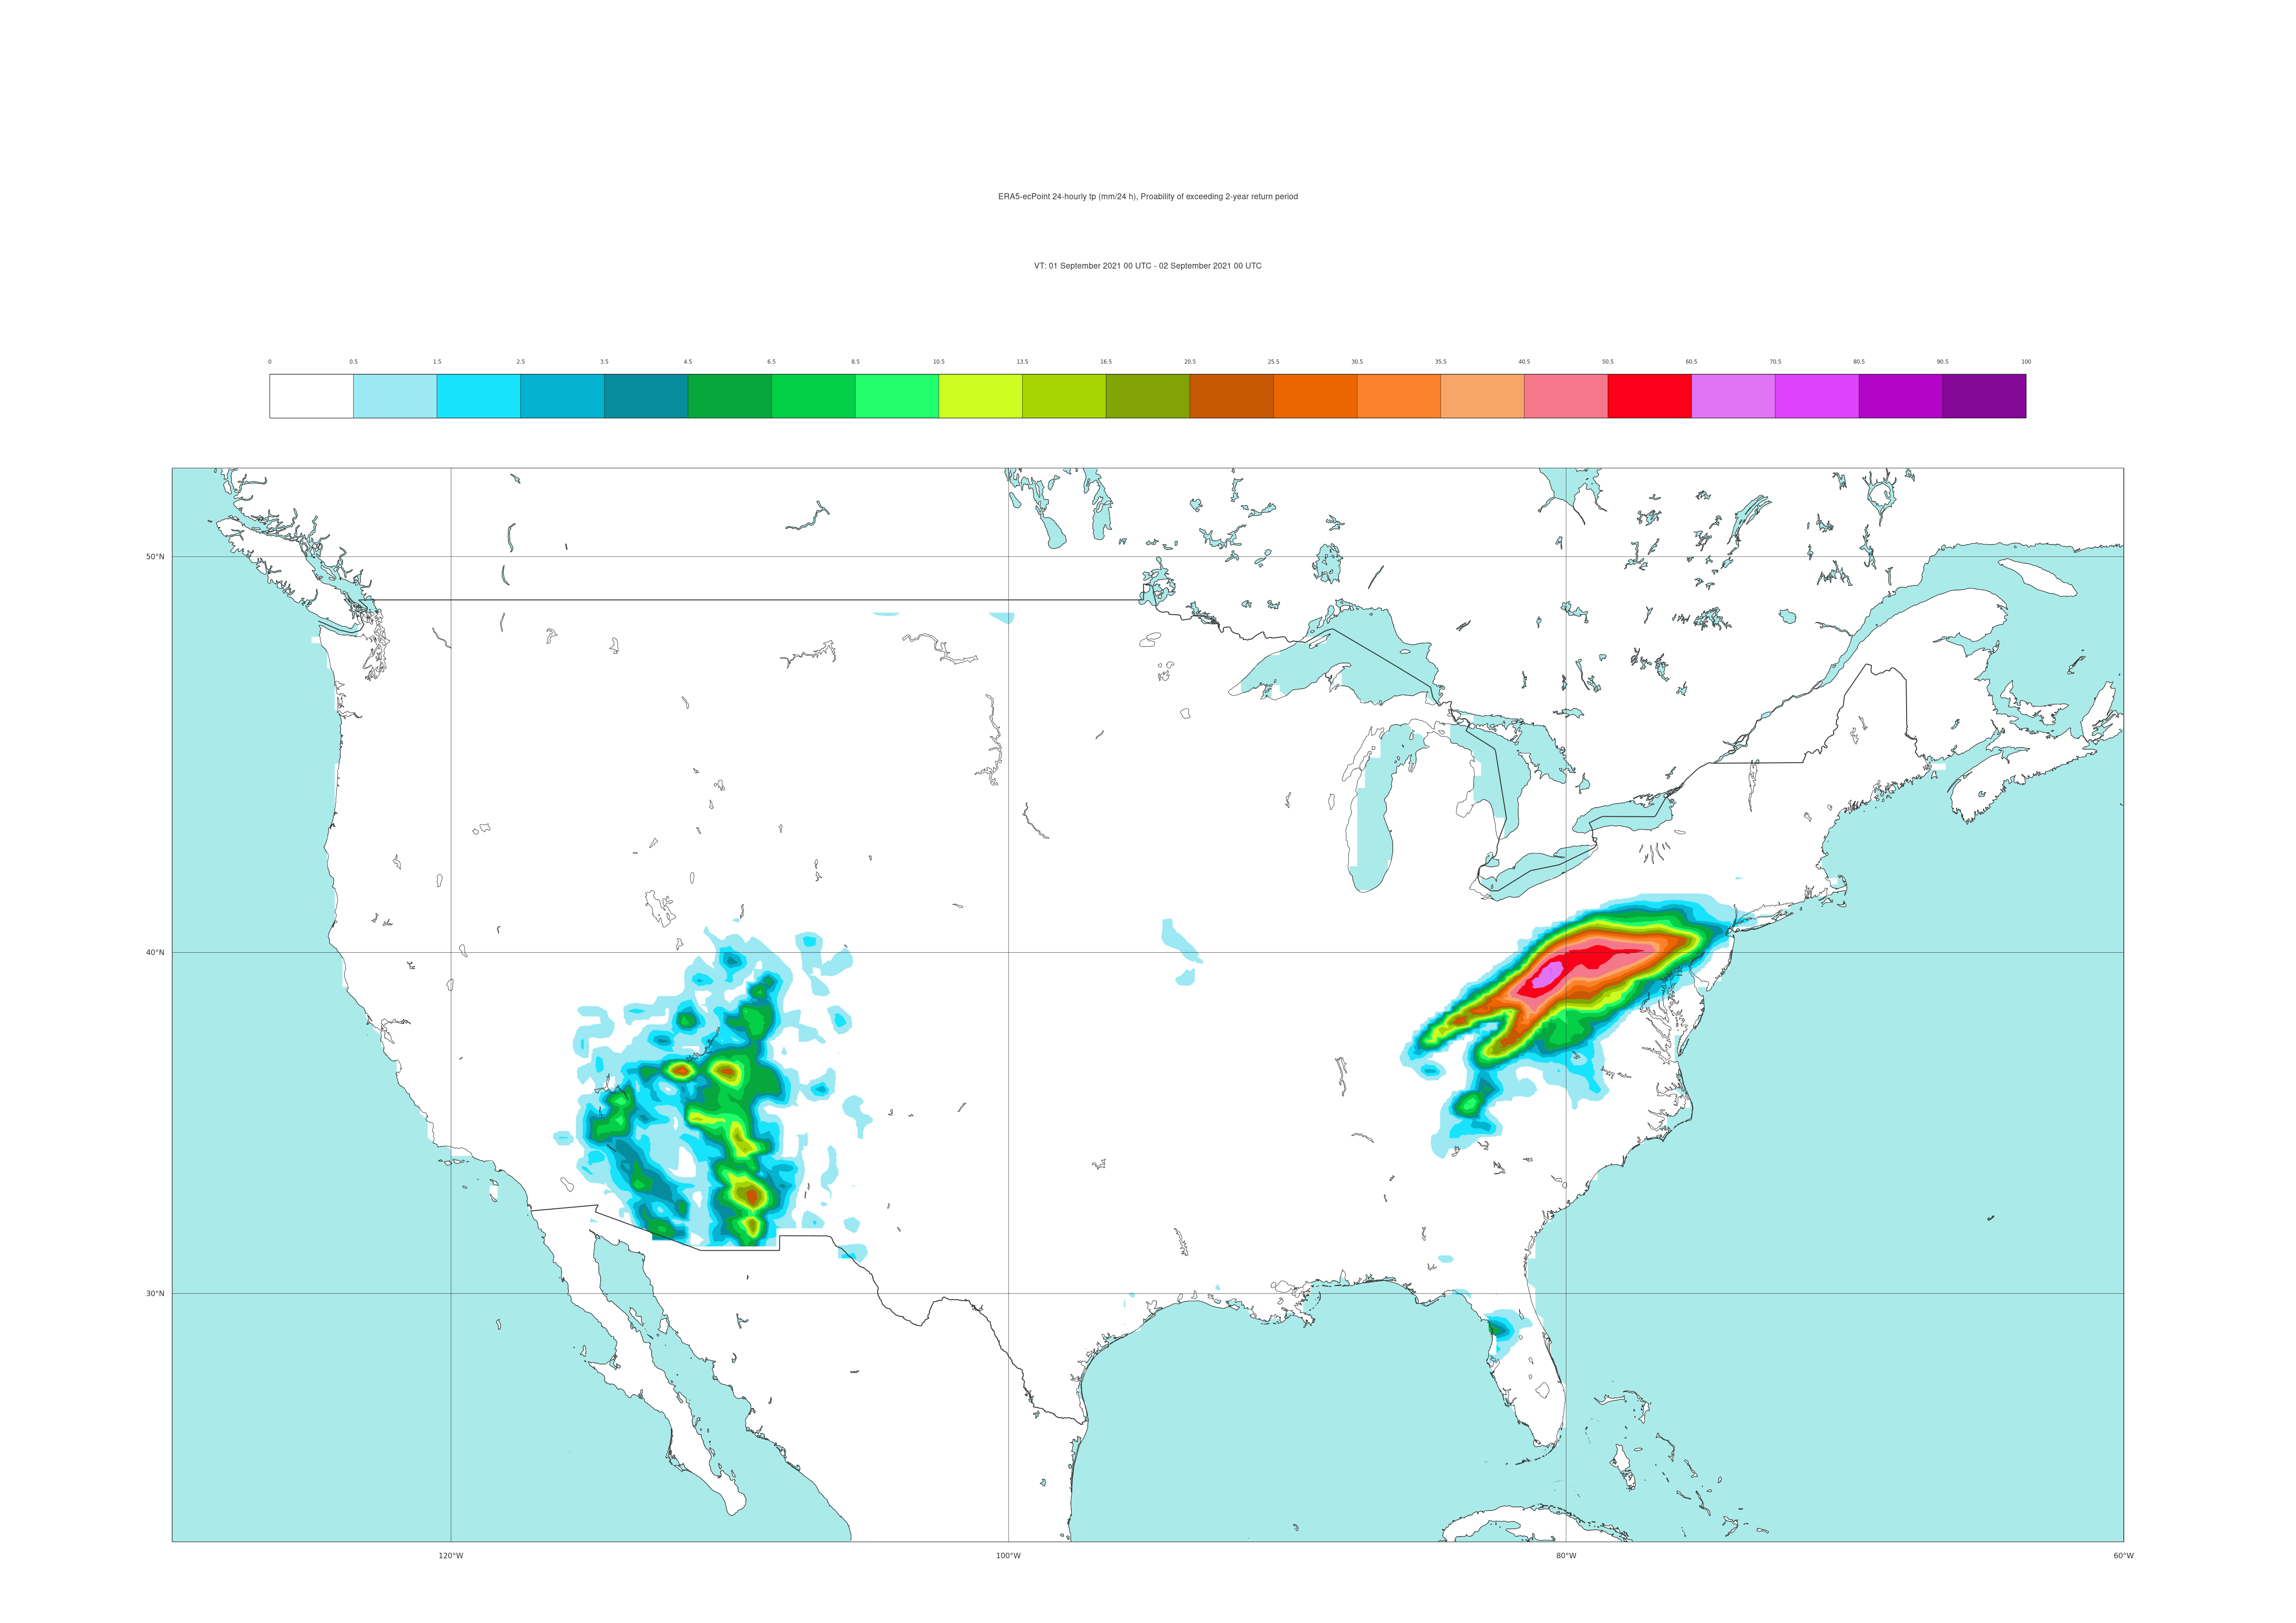 ERA5-ecPoint 24-hourly tp (mm/24 h), Proability of exceeding 2-year return period
VT: 01 September 2021 00 UTC - 02 September 2021 00 UTC
0 0.5 1.5 2.5 3.5 4.5 6.5 8.5 10.5 13.5 16.5 20.5 25.5 30.5 35.5 40.5 50.5 60.5 70.5 80.5 90.5 100
50°N
40°N
30°N
120°W 100°W 80°W 60°W